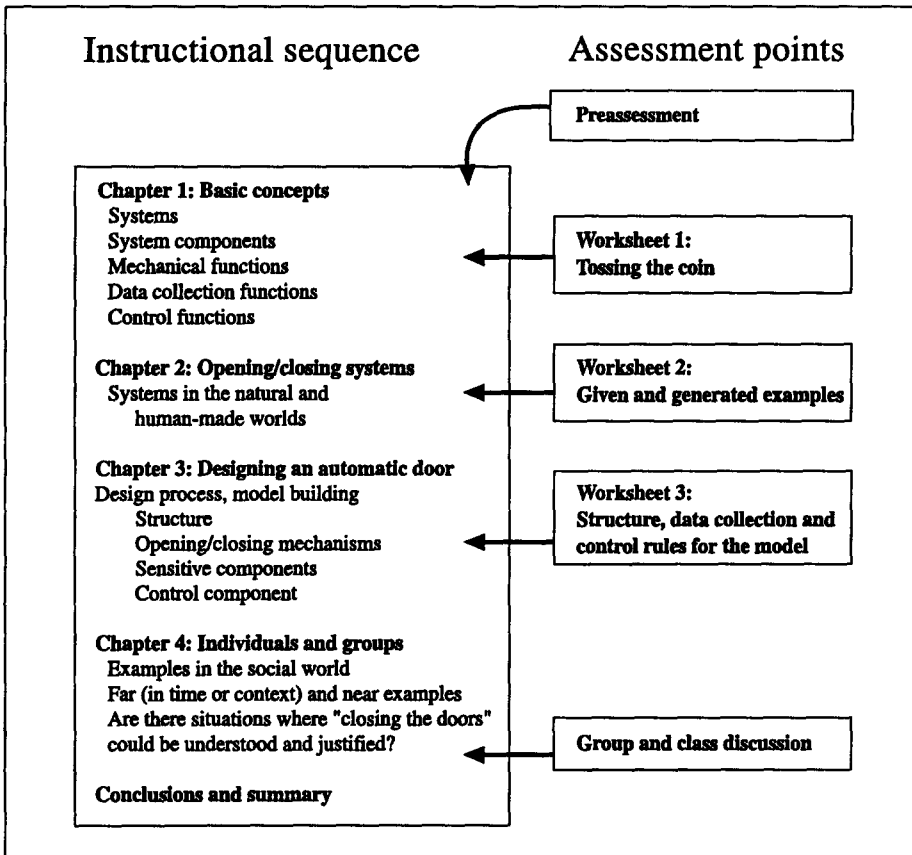 Instructional sequence
Assessment points
Preassessment
Chapter 1: Basic concepts
Systems
System components
Mechanical functions
Data collection functions
Control functions
Worksheet 1:
Tossing the coin
Chapter 2: Opening/closing systems
Systems in the natural and
human-made worlds
Worksheet 2:
Given and generated examples
Chapter 3: Designing an automatic door
Design process, model building
Structure
Opening/closing mechanisms
Sensitive components
Control component
Worksheet 3:
Structure, data collection and
control rules for the model
Chapter 4: Individuals and groups
Examples in the social world
Far (in time or context) and near examples
Are there situations where "closing the doors"
could be understood and justified?
Group and class discussion
Conclusions and summary